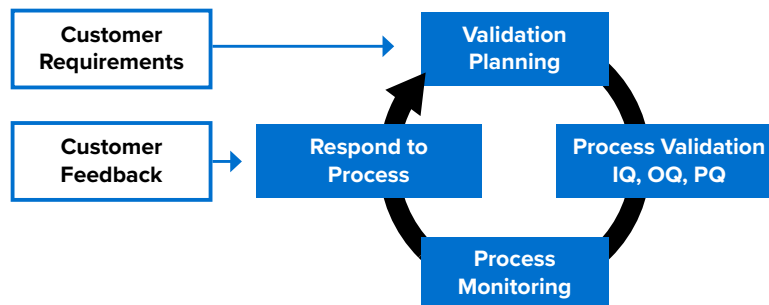 Customer
Requirements
Validation
Planning
Customer
Feedback
Respond to
Process
Process Validation
IQ, OQ, PQ
Process
Monitoring